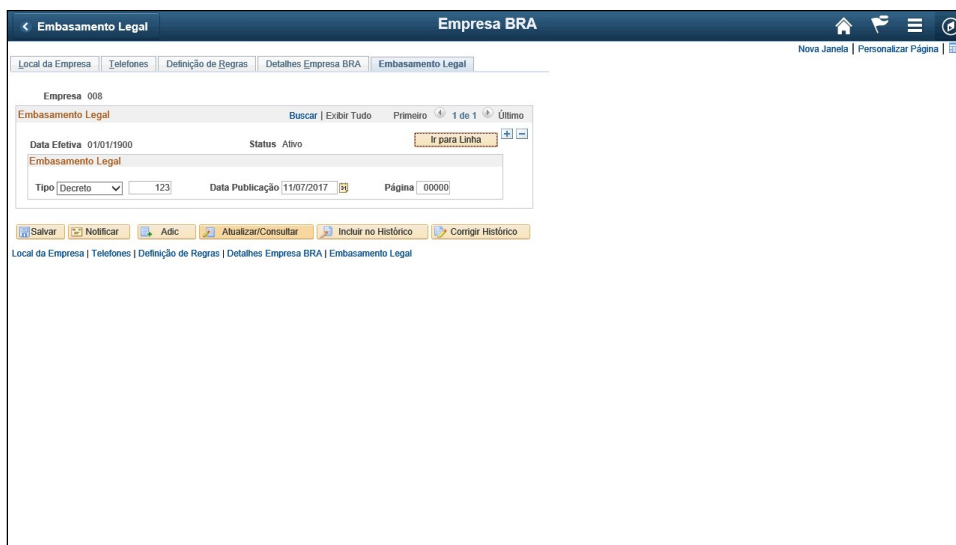 Embasamento Legal Empresa BRA
Nova Janela | Personalizar Página |
Local da Empresa Telefones Definição de Regras Detalhes Empresa BRA Embasamento Legal
Empresa 008
Embasamento Legal Buscar | Exibir Tudo Primeiro 1 de 1 Último
Data Efetiva 01/01/1900 Status Ativo Ir para Linha
Embasamento Legal
Tipo Decreto 123 Data Publicação 11/07/2017 31 Página 00000
Salvar Notificar Adic Atualizar/Consultar Incluir no Histórico Corrigir Histórico
Local da Empresa | Telefones | Definição de Regras | Detalhes Empresa BRA | Embasamento Legal